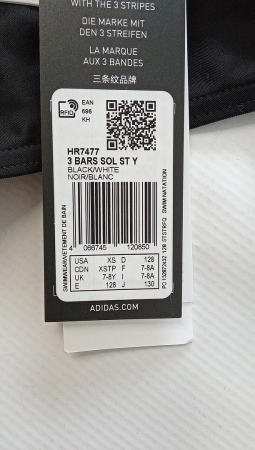 WITH THE 3 STRIPES
DIE MARKE MIT
DEN 3 STREIFEN
LA MARQUE
AUX 3 BANDES
三条纹品牌
RFID
EAN
696
KH
HR7477
3 BARS SOL ST Y
BLACK/WHITE
NOIR/BLANC
4 066745 120850
USA XS D 128
CDN XSTP F 7-8A
UK 7-8Y I 7-8A
E 128 J 130
SWIMWEAR/VETEMENT DE BAIN
SWIM NATATION
ADIDAS.COM